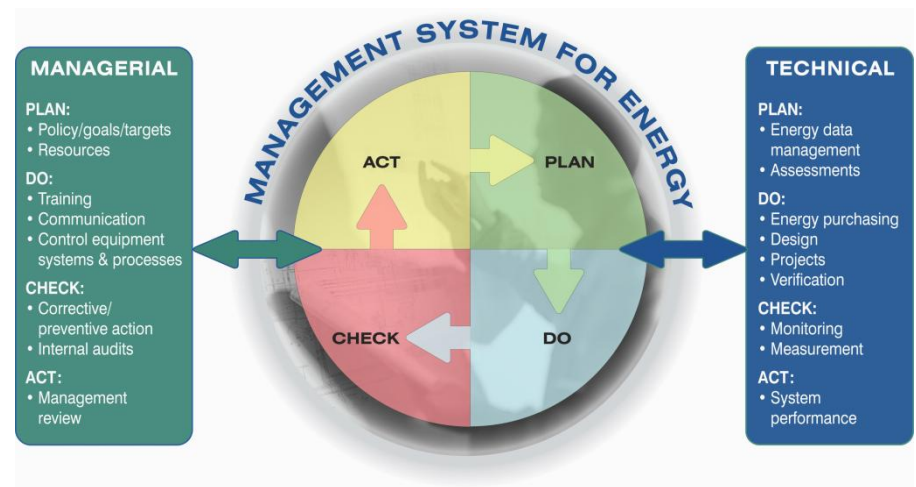 MANAGEMENT SYSTEM FOR ENERGY
MANAGERIAL
PLAN:
• Policy/goals/targets
• Resources
DO:
• Training
• Communication
• Control equipment
systems & processes
CHECK:
• Corrective/
preventive action
• Internal audits
ACT:
• Management
review
ACT
PLAN
CHECK
DO
TECHNICAL
PLAN:
• Energy data
management
• Assessments
DO:
• Energy purchasing
• Design
• Projects
• Verification
CHECK:
• Monitoring
• Measurement
ACT:
• System
performance